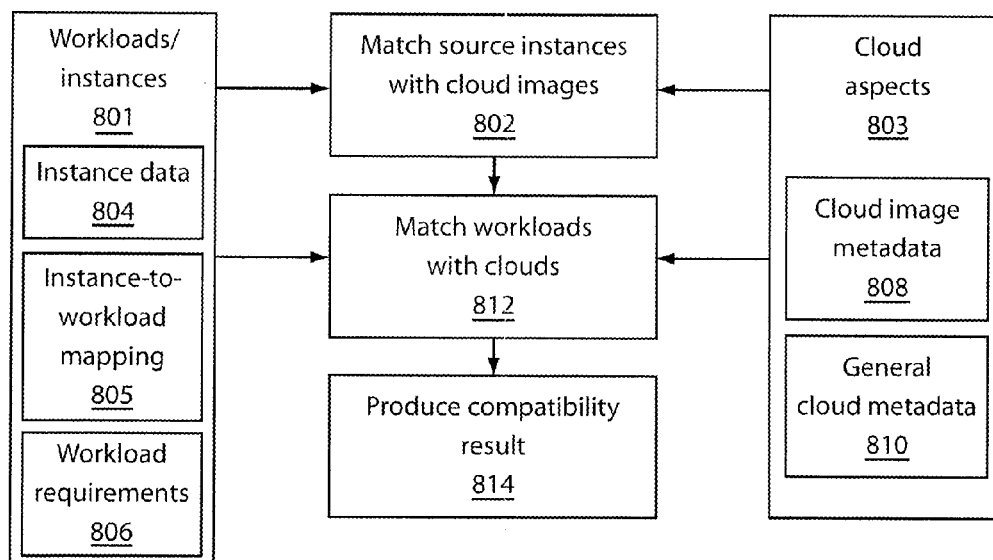 Workloads/
instances
801
Instance data
804
Instance-to-
workload
mapping
805
Workload
requirements
806
Match source instances
with cloud images
802
Match workloads
with clouds
812
Produce compatibility
result
814
Cloud
aspects
803
Cloud image
metadata
808
General
cloud metadata
810